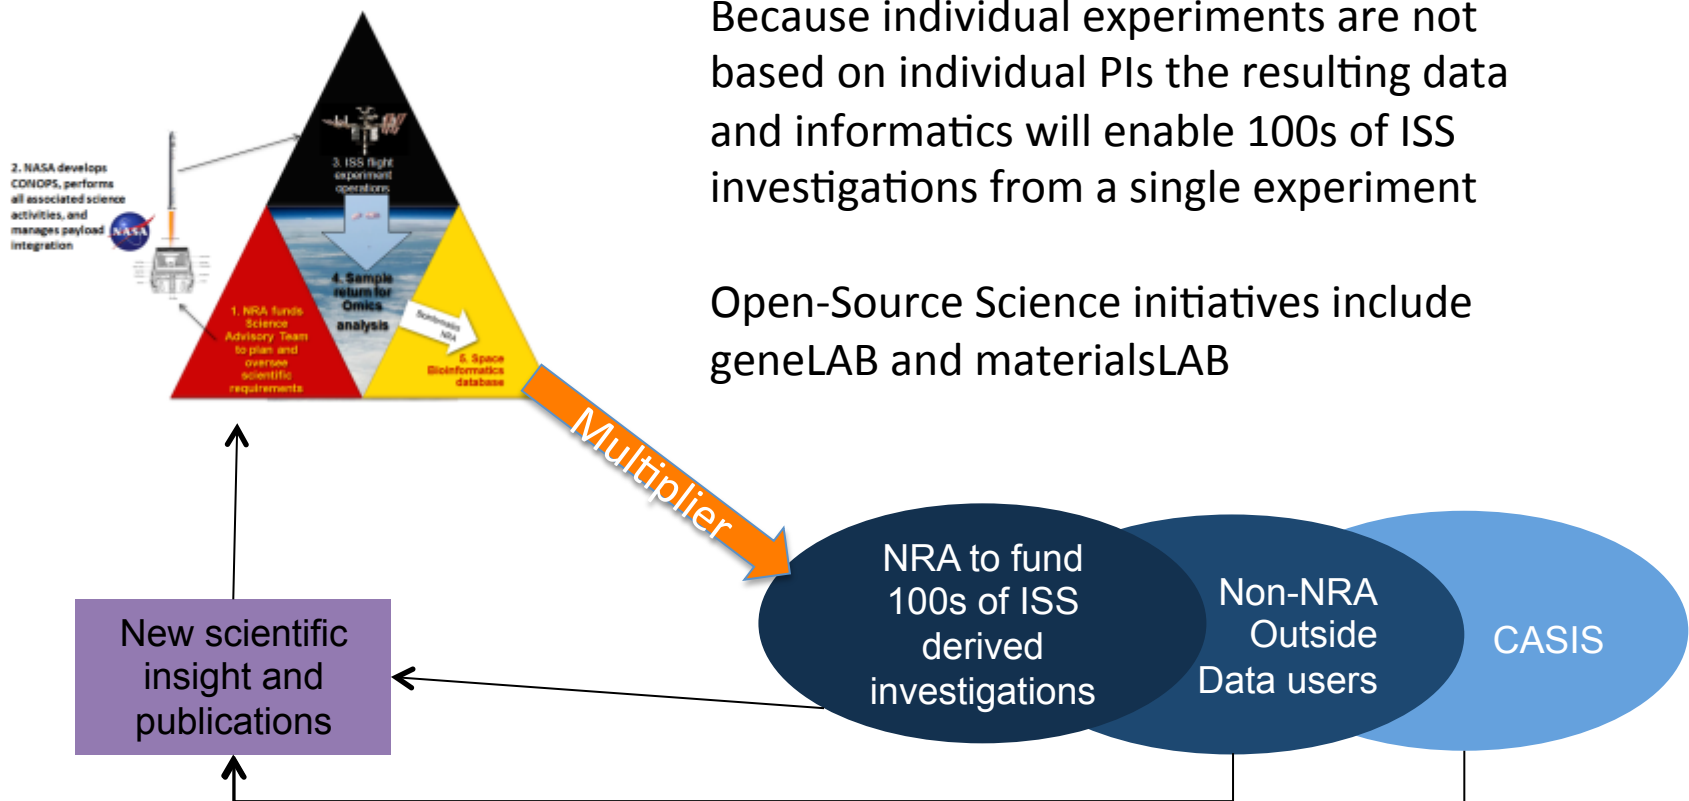 Because individual experiments are not
based on individual PIs the resulting data
and informatics will enable 100s of ISS
investigations from a single experiment
Open-Source Science initiatives include
geneLAB and materialsLAB
2. NASA develops
CONOPS, performs
all associated science
activities, and
manages payload
integration
NASA
3. ISS flight
experiment
operations
1. NRA funds
Science
Advisory Team
to plan and
oversee
scientific
requirements
4. Sample
return for
Omics
analysis
Bioinformatics
NRA
5. Space
Bioinformatics
database
Multiplier
NRA to fund
100s of ISS
derived
investigations
Non-NRA
Outside
Data users
CASIS
New scientific
insight and
publications